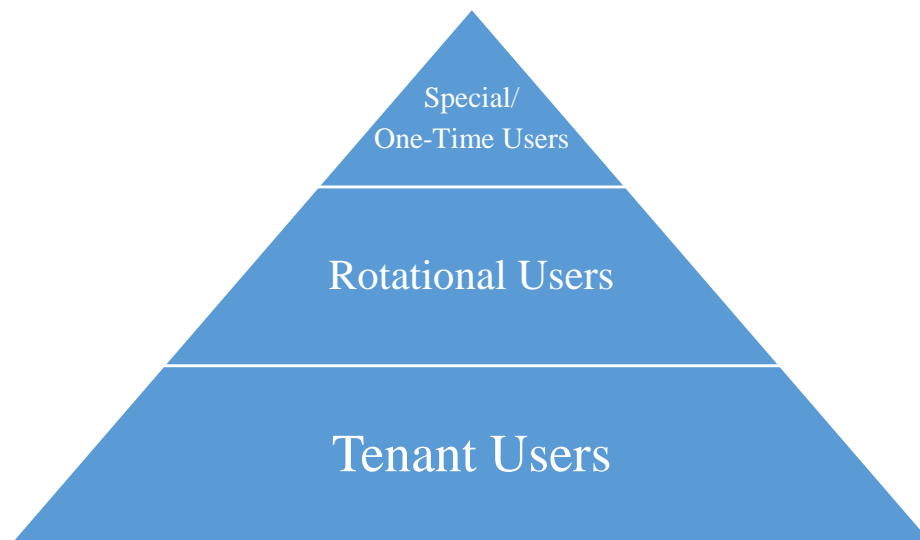 Special/
One-Time Users
Rotational Users
Tenant Users